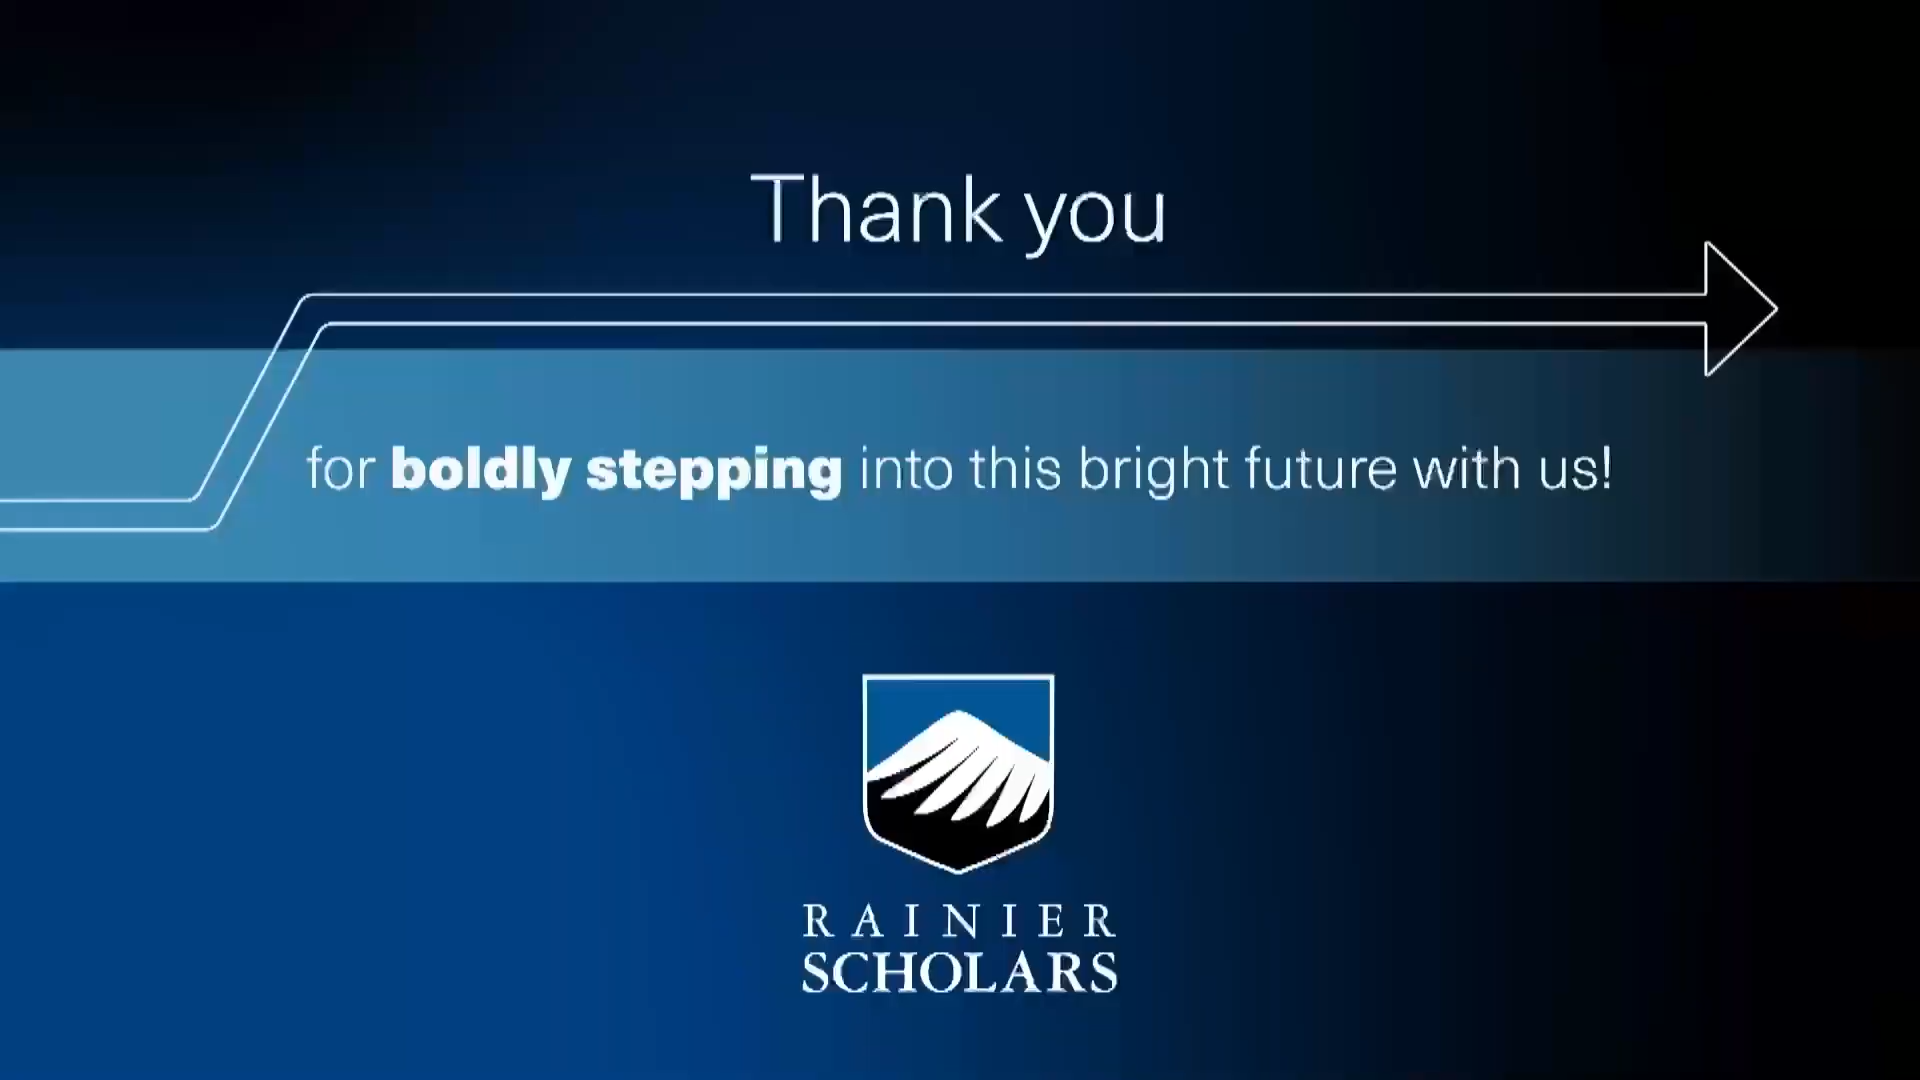 Thank you
for boldly stepping into this bright future with us!
RAINIER
SCHOLARS